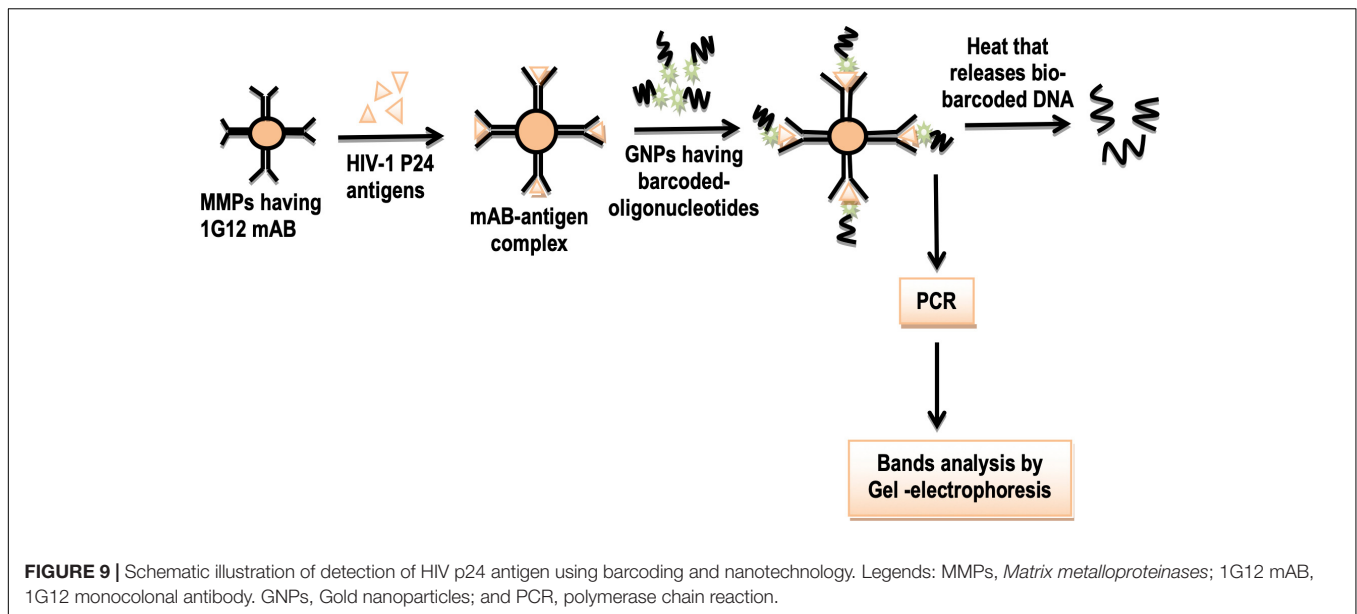 MMPs having
1G12 mAB
HIV-1 P24
antigens
mAB-antigen
complex
GNPs having
barcoded-
oligonucleotides
Heat that
releases bio-
barcoded DNA
PCR
Bands analysis by
Gel -electrophoresis
FIGURE 9 | Schematic illustration of detection of HIV p24 antigen using barcoding and nanotechnology. Legends: MMPs, Matrix metalloproteinases; 1G12 mAB,
1G12 monocolonal antibody. GNPs, Gold nanoparticles; and PCR, polymerase chain reaction.